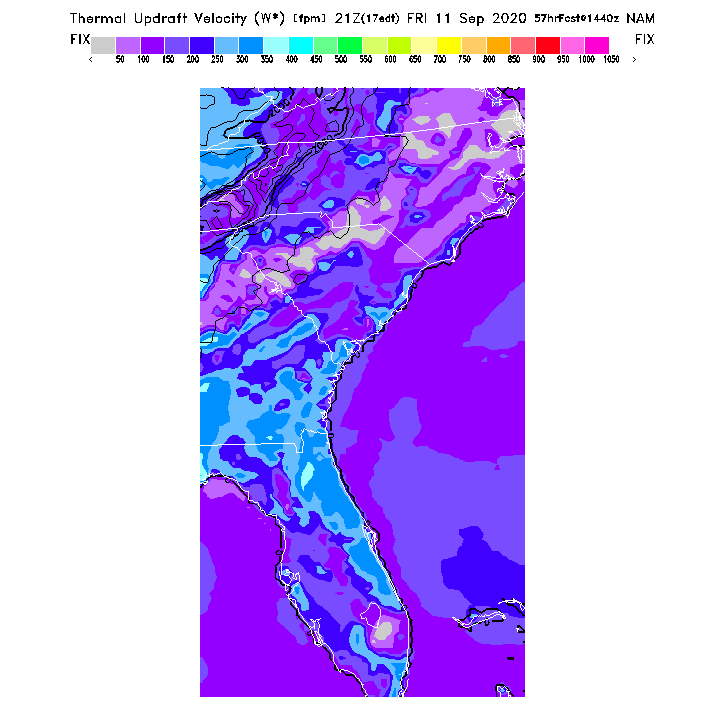 Thermal Updraft Velocity (W*) [fpm] 21Z(17edt) FRI 11 Sep 2020 57hrFcst@1440z NAM
FIX FIX
< 50 100 150 200 250 300 350 400 450 500 550 600 650 700 750 800 850 900 950 1000 1050 >